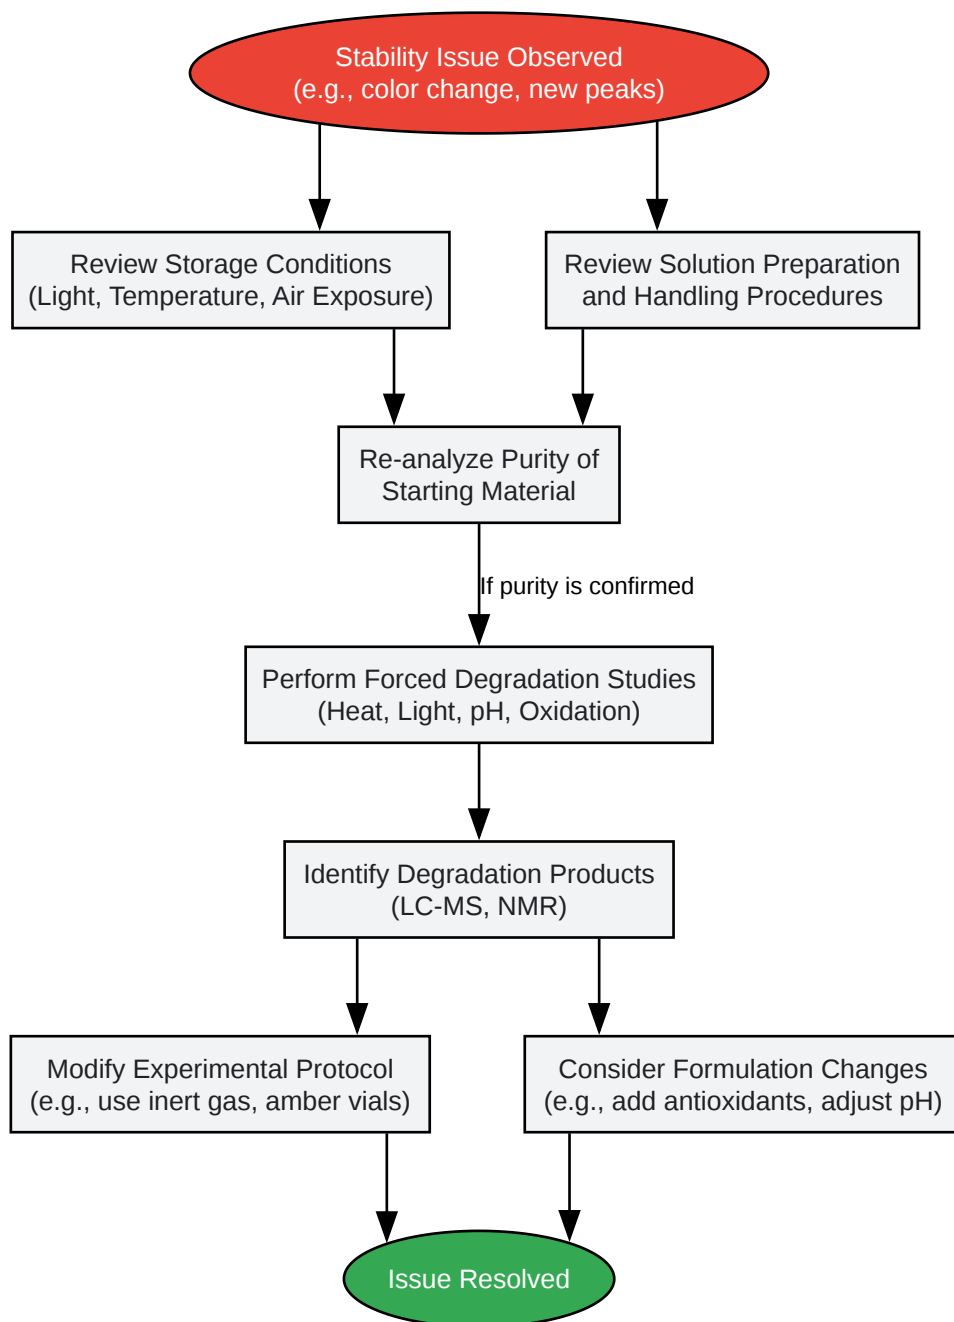 Stability Issue Observed
(e.g., color change, new peaks)
Review Storage Conditions
(Light, Temperature, Air Exposure)
Review Solution Preparation
and Handling Procedures
Re-analyze Purity of
Starting Material
If purity is confirmed
Perform Forced Degradation Studies
(Heat, Light, pH, Oxidation)
Identify Degradation Products
(LC-MS, NMR)
Modify Experimental Protocol
(e.g., use inert gas, amber vials)
Consider Formulation Changes
(e.g., add antioxidants, adjust pH)
Issue Resolved